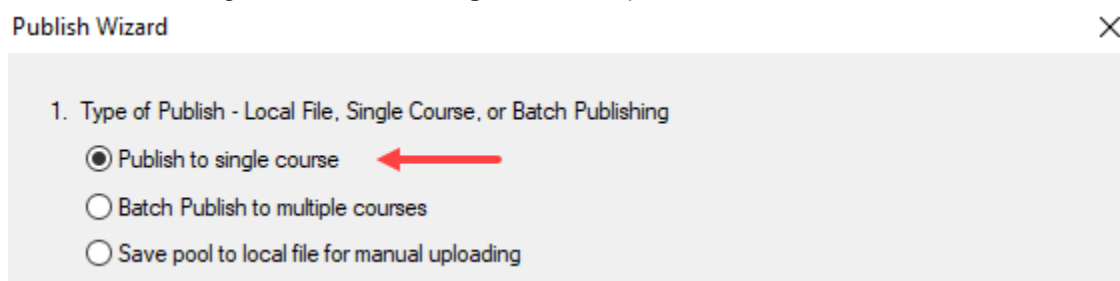 Publish Wizard
1. Type of Publish - Local File, Single Course, or Batch Publishing
Publish to single course
Batch Publish to multiple courses
Save pool to local file for manual uploading